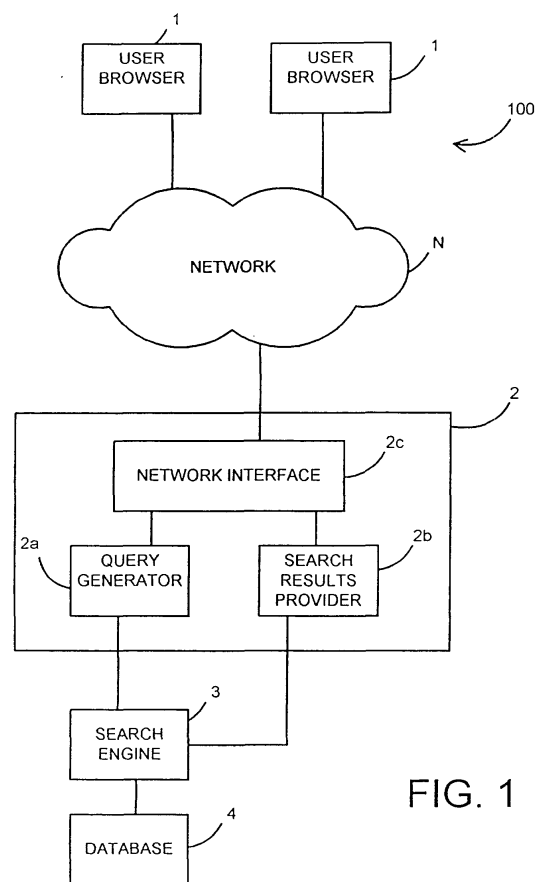 1
USER
BROWSER
USER
BROWSER
1
100
N
NETWORK
2
NETWORK INTERFACE
2c
2a
QUERY
GENERATOR
SEARCH
RESULTS
PROVIDER
2b
3
SEARCH
ENGINE
FIG. 1
4
DATABASE